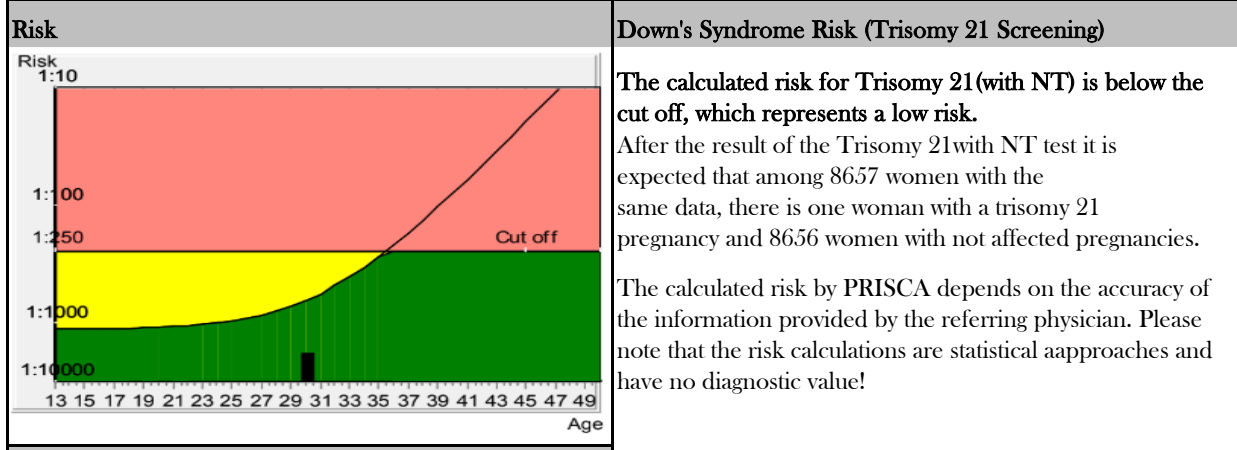 Risk
Risk
1:10
1:100
1:250
Cut off
1:1000
1:10000
13 15 17 19 21 23 25 27 29 31 33 35 37 39 41 43 45 47 49
Age
Down's Syndrome Risk (Trisomy 21 Screening)
The calculated risk for Trisomy 21(with NT) is below the
cut off, which represents a low risk.
After the result of the Trisomy 21with NT test it is
expected that among 8657 women with the
same data, there is one woman with a trisomy 21
pregnancy and 8656 women with not affected pregnancies.
The calculated risk by PRISCA depends on the accuracy of
the information provided by the referring physician. Please
note that the risk calculations are statistical aapproaches and
have no diagnostic value!